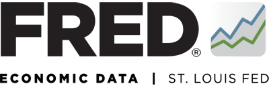 FRED®
ECONOMIC DATA | ST. LOUIS FED